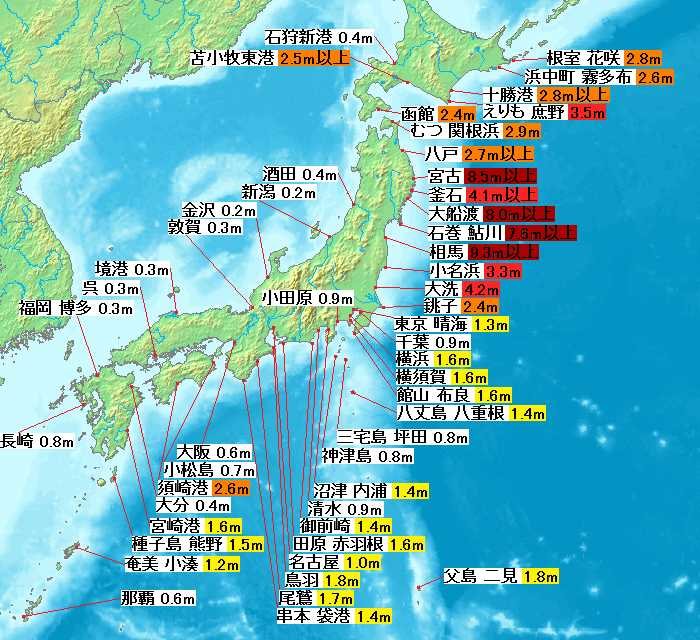 石狩新港 0.4m
苫小牧東港 2.5m以上
根室 花咲 2.8m
浜中町 霧多布 2.6m
十勝港 2.8m以上
えりも 庶野 3.5m
函館 2.4m
むつ 関根浜 2.9m
八戸 2.7m以上
宮古 8.5m以上
釜石 4.1m以上
大船渡 8.0m以上
石巻 鮎川 7.6m以上
相馬 9.3m以上
小名浜 3.3m
大洗 4.2m
銚子 2.4m
酒田 0.4m
新潟 0.2m
金沢 0.2m
敦賀 0.3m
境港 0.3m
呉 0.3m
福岡 博多 0.3m
小田原 0.9m
東京 晴海 1.3m
千葉 0.9m
横浜 1.6m
横須賀 1.6m
館山 布良 1.6m
八丈島 八重根 1.4m
三宅島 坪田 0.8m
神津島 0.8m
長崎 0.8m
大阪 0.6m
小松島 0.7m
須崎港 2.6m
大分 0.4m
宮崎港 1.6m
種子島 熊野 1.5m
奄美 小湊 1.2m
那覇 0.6m
沼津 内浦 1.4m
清水 0.9m
御前崎 1.4m
田原 赤羽根 1.6m
名古屋 1.0m
鳥羽 1.8m
尾鷲 1.7m
串本 袋港 1.4m
父島 二見 1.8m